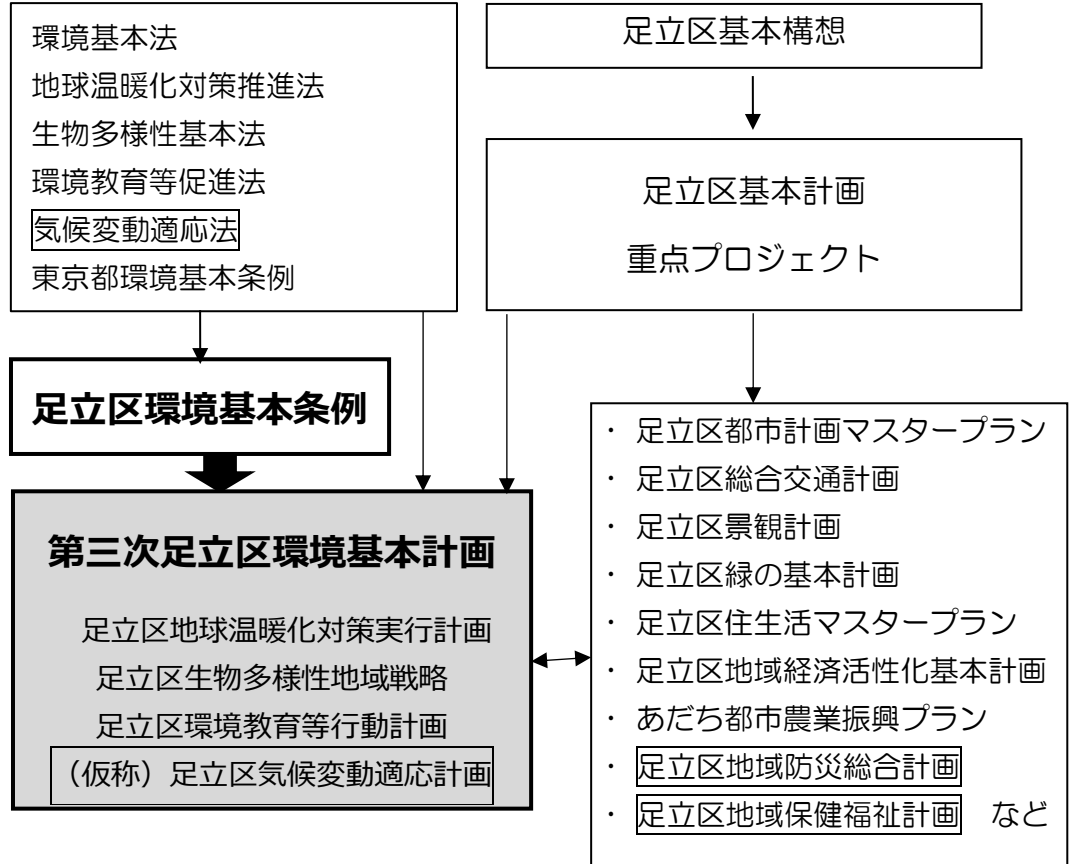 環境基本法
地球温暖化対策推進法
生物多様性基本法
環境教育等促進法
気候変動適応法
東京都環境基本条例
足立区基本構想
足立区基本計画
重点プロジェクト
足立区環境基本条例
第三次足立区環境基本計画
足立区地球温暖化対策実行計画
足立区生物多様性地域戦略
足立区環境教育等行動計画
（仮称）足立区気候変動適応計画
・ 足立区都市計画マスタープラン
・ 足立区総合交通計画
・ 足立区景観計画
・ 足立区緑の基本計画
・ 足立区住生活マスタープラン
・ 足立区地域経済活性化基本計画
・ あだち都市農業振興プラン
・ 足立区地域防災総合計画
・ 足立区地域保健福祉計画　など